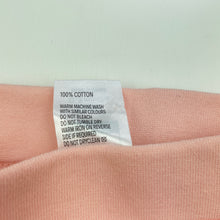 100% COTTON
WARM MACHINE WASH
WITH SIMILAR COLOURS
DO NOT BLEACH
DO NOT TUMBLE DRY
WARM IRON ON REVERSE
SIDE IF REQUIRED
DO NOT DRYCLEAN